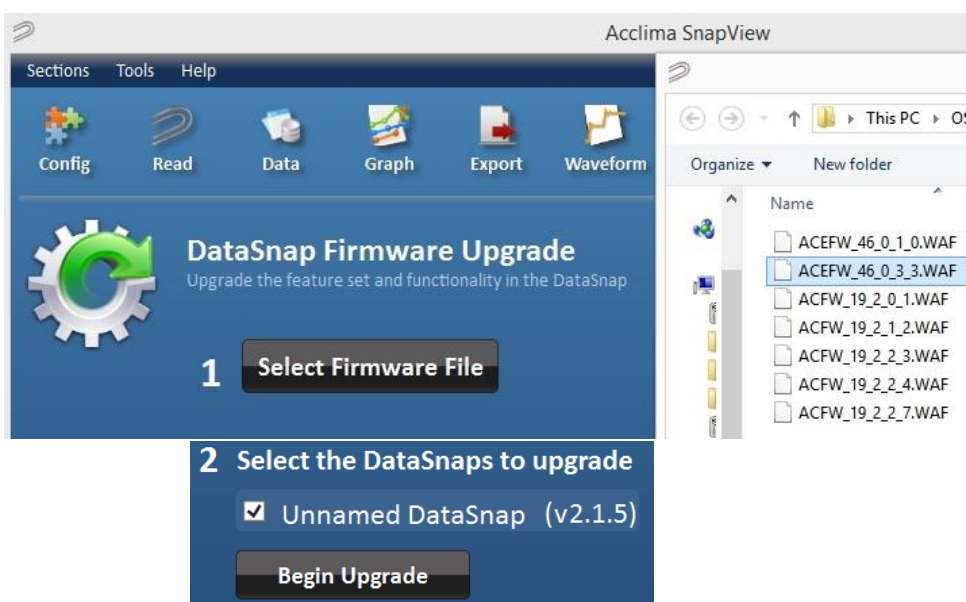 Acclima SnapView
Sections Tools Help
Config Read Data Graph Export Waveform
DataSnap Firmware Upgrade
Upgrade the feature set and functionality in the DataSnap
1 Select Firmware File
This PC
Organize New folder
Name
ACEFW_46_0_1_0.WAF
ACEFW_46_0_3_3.WAF
ACFW_19_2_0_1.WAF
ACFW_19_2_1_2.WAF
ACFW_19_2_2_3.WAF
ACFW_19_2_2_4.WAF
ACFW_19_2_2_7.WAF
2 Select the DataSnaps to upgrade
Unnamed DataSnap (v2.1.5)
Begin Upgrade